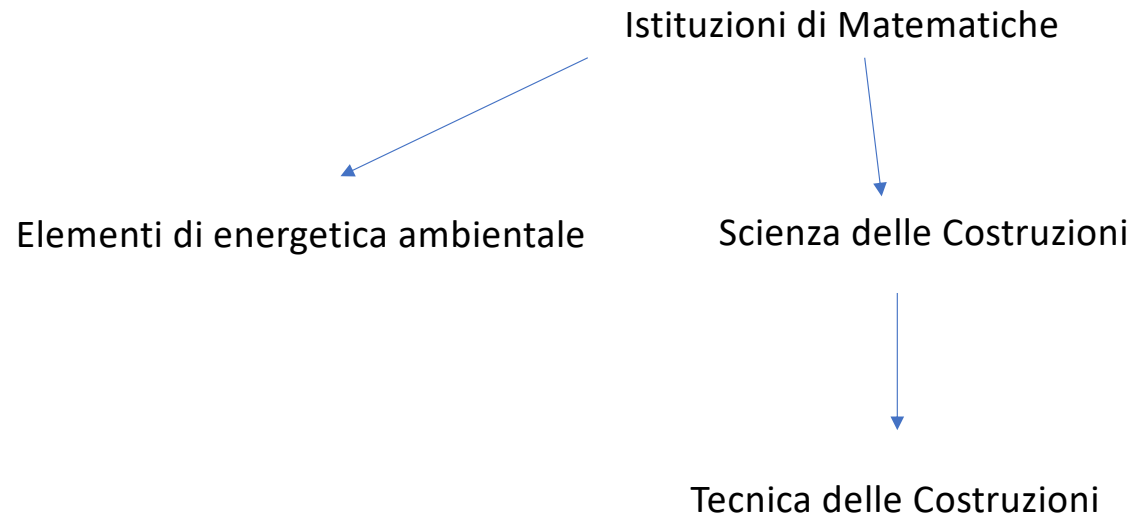 Istituzioni di Matematiche
Elementi di energetica ambientale
Scienza delle Costruzioni
Tecnica delle Costruzioni